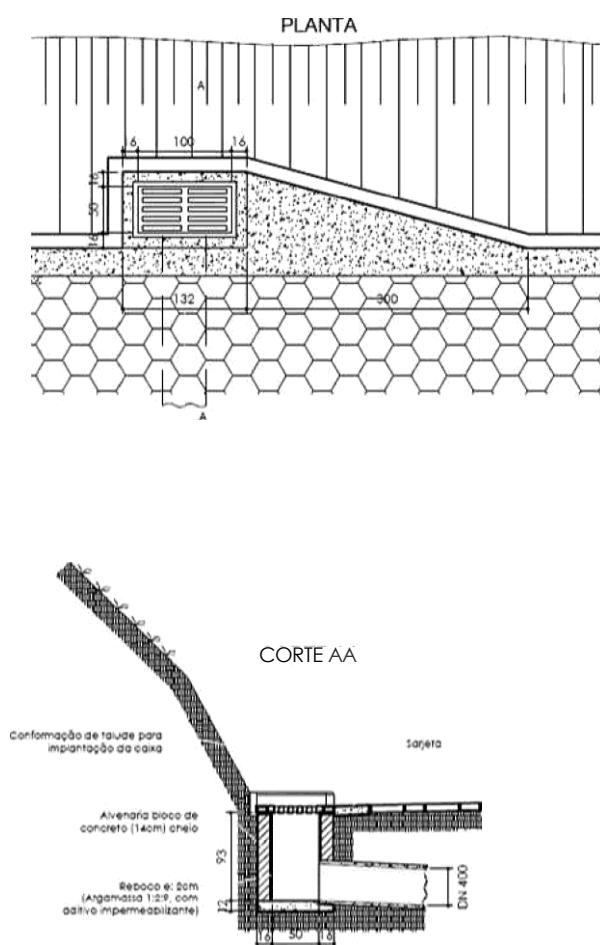 PLANTA
A
16 100 16
16
50
16
132 300
A
CORTE AA
Conformação de talude para
implantação da caixa
Sarjeta
Alvenaria bloco de
concreto (14cm) cheio
93
Reboco e: 2cm
(Argamassa 1:2:9, com
aditivo impermeabilizante)
12
DN 400
16 50 16